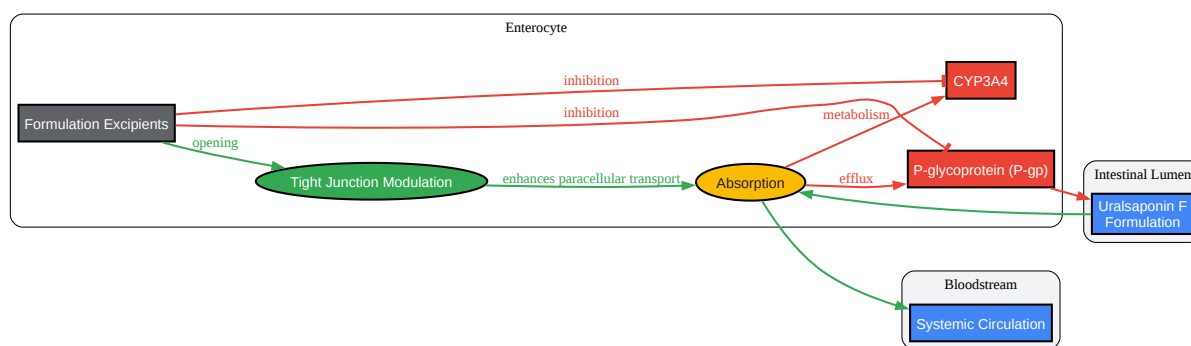 Enterocyte
inhibition
CYP3A4
Formulation Excipients
inhibition
metabolism
opening
Tight Junction Modulation
enhances paracellular transport
Absorption
efflux
P-glycoprotein (P-gp)
Intestinal Lumen
Uralsaponin F
Formulation
Bloodstream
Systemic Circulation